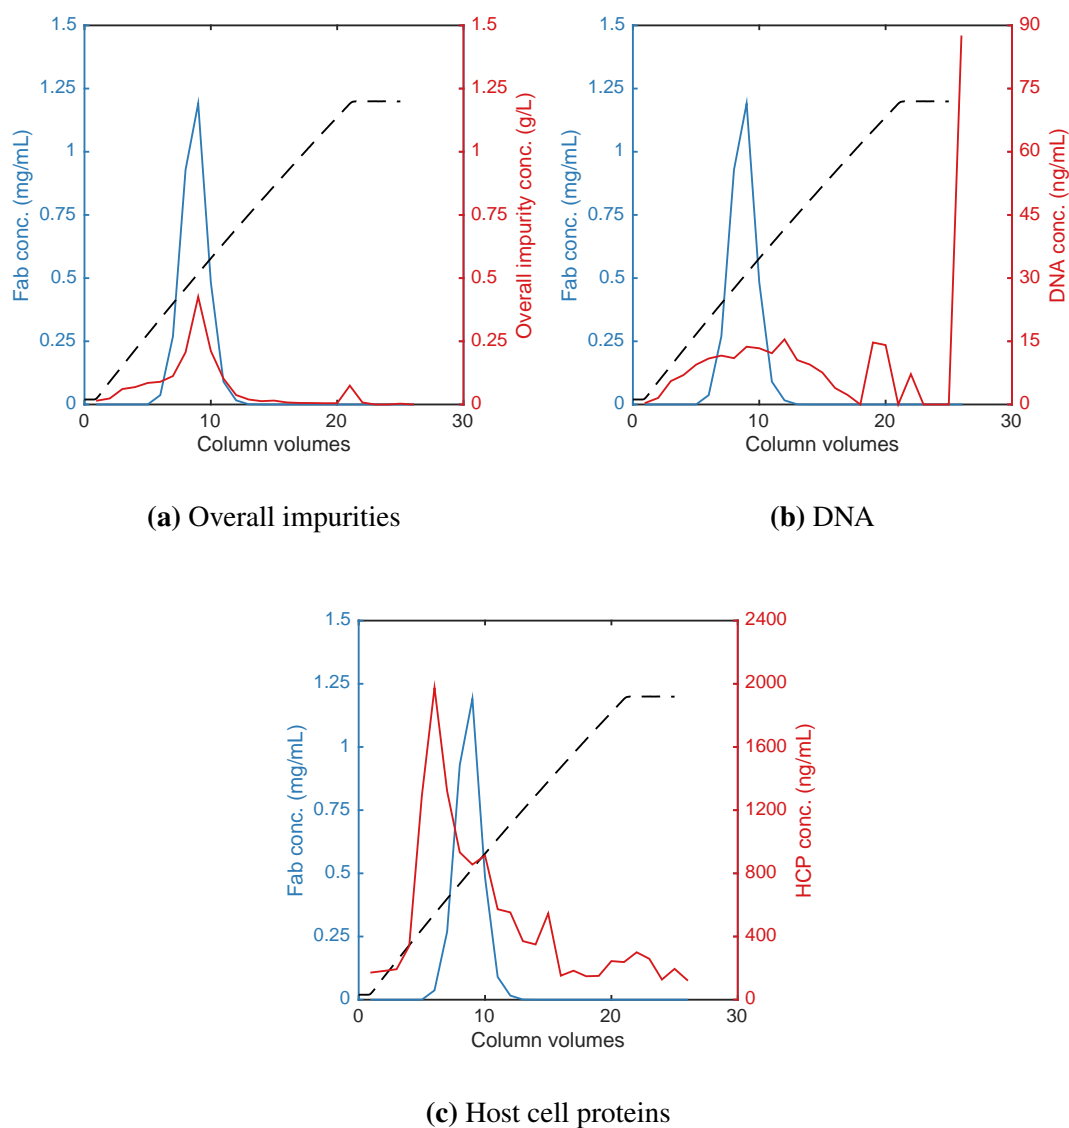 1.5
1.25
1
0.75
0.5
0.25
0
Fab conc. (mg/mL)
1.5
1.25
1
0.75
0.5
0.25
0
Overall impurity conc. (g/L)
0 10 20 30
Column volumes
(a) Overall impurities
1.5
1.25
1
0.75
0.5
0.25
0
Fab conc. (mg/mL)
90
75
60
45
30
15
0
DNA conc. (ng/mL)
0 10 20 30
Column volumes
(b) DNA
1.5
1.25
1
0.75
0.5
0.25
0
Fab conc. (mg/mL)
2400
2000
1600
1200
800
400
0
HCP conc. (ng/mL)
0 10 20 30
Column volumes
(c) Host cell proteins